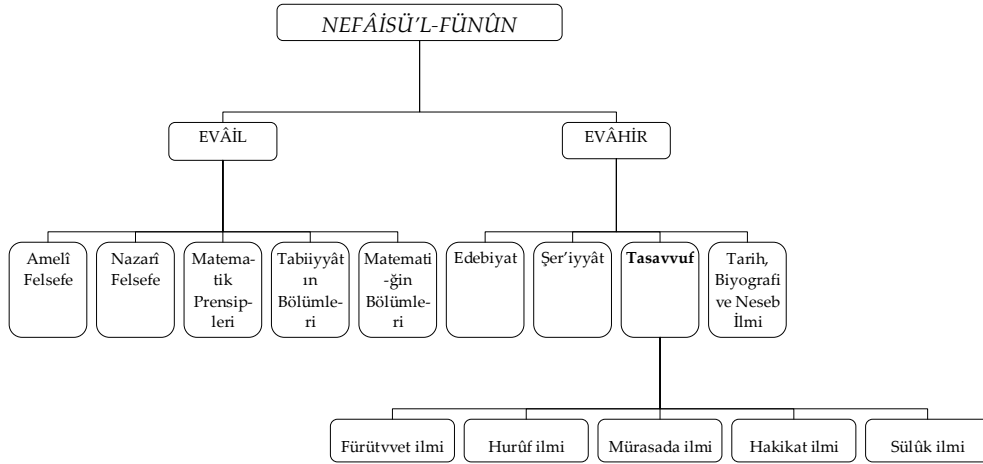 NEFÂİSÜ'L-FÜNÛN
EVÂİL
EVÂHİR
Amelî
Felsefe
Nazarî
Felsefe
Matema-
tik
Prensip-
leri
Tabiiyyât
ın
Bölümle-
ri
Matemati
-ğin
Bölümle-
ri
Edebiyat
Şer'iyyât
Tasavvuf
Tarih,
Biyografi
ve Neseb
İlmi
Fürütvvet ilmi
Hurûf ilmi
Mürasada ilmi
Hakikat ilmi
Sülûk ilmi